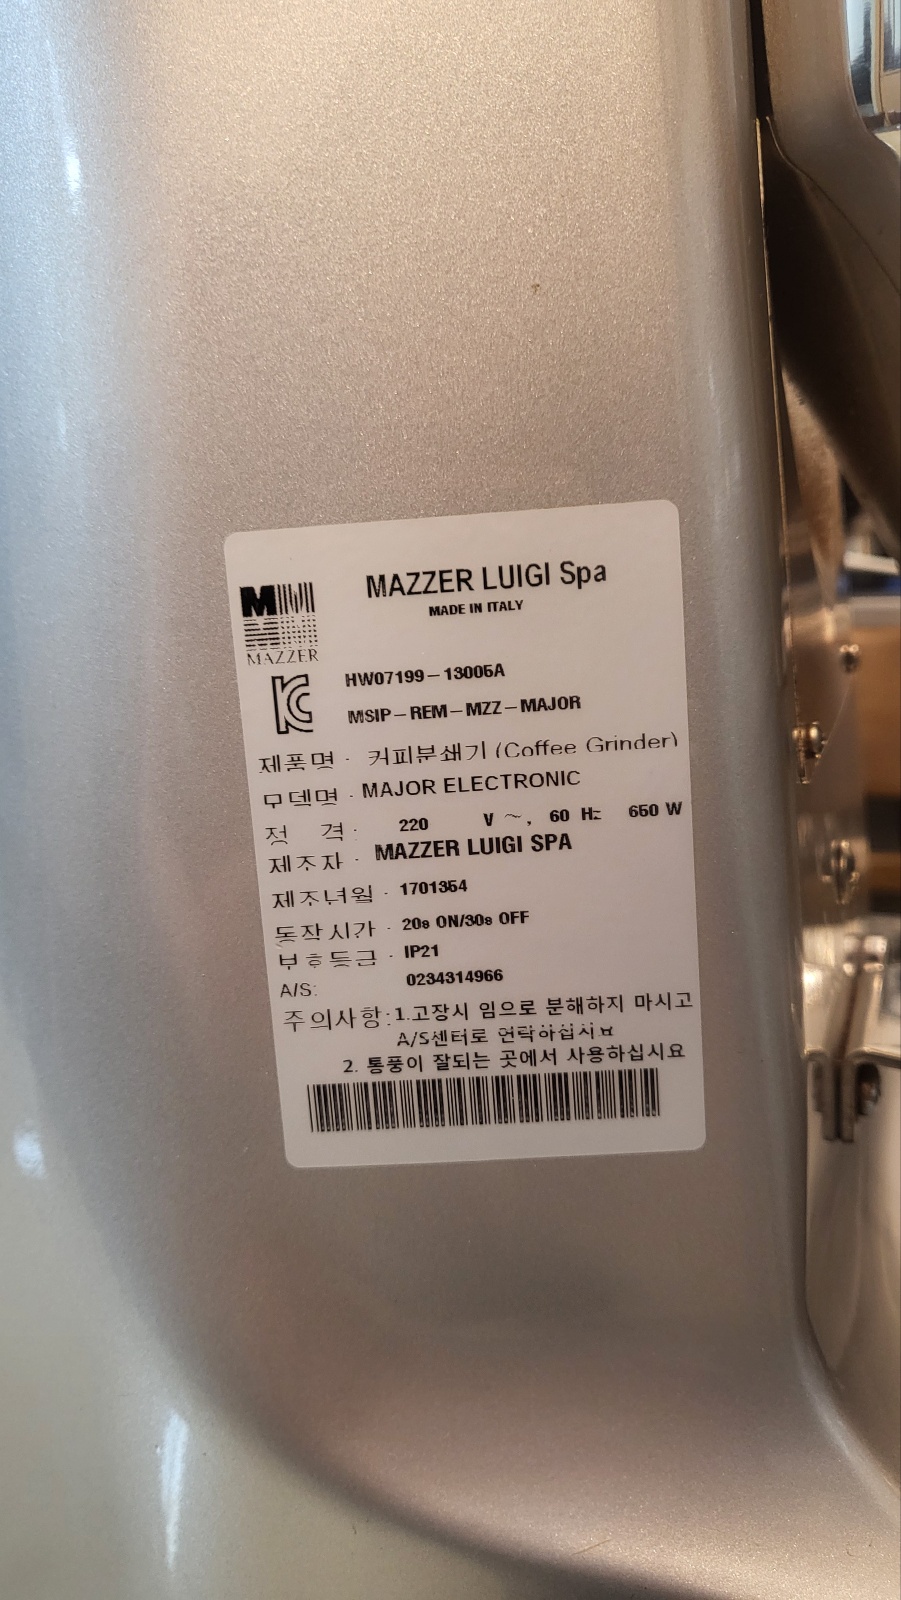 MAZZER LUIGI Spa
MADE IN ITALY
MAZZER
HW07199-13005A
MSIP-REM-MZZ-MAJOR
제품명 · 커피분쇄기 (Coffee Grinder)
모델명 · MAJOR ELECTRONIC
정 격 · 220 V ~, 60 Hz 650 W
제조자 · MAZZER LUIGI SPA
제조년월 · 1701354
동작시간 · 20s ON/30s OFF
보호등급 · IP21
A/S: 0234314966
주의사항:1.고장시 임으로 분해하지 마시고
A/S센터로 연락하십시요
2. 통풍이 잘되는 곳에서 사용하십시요